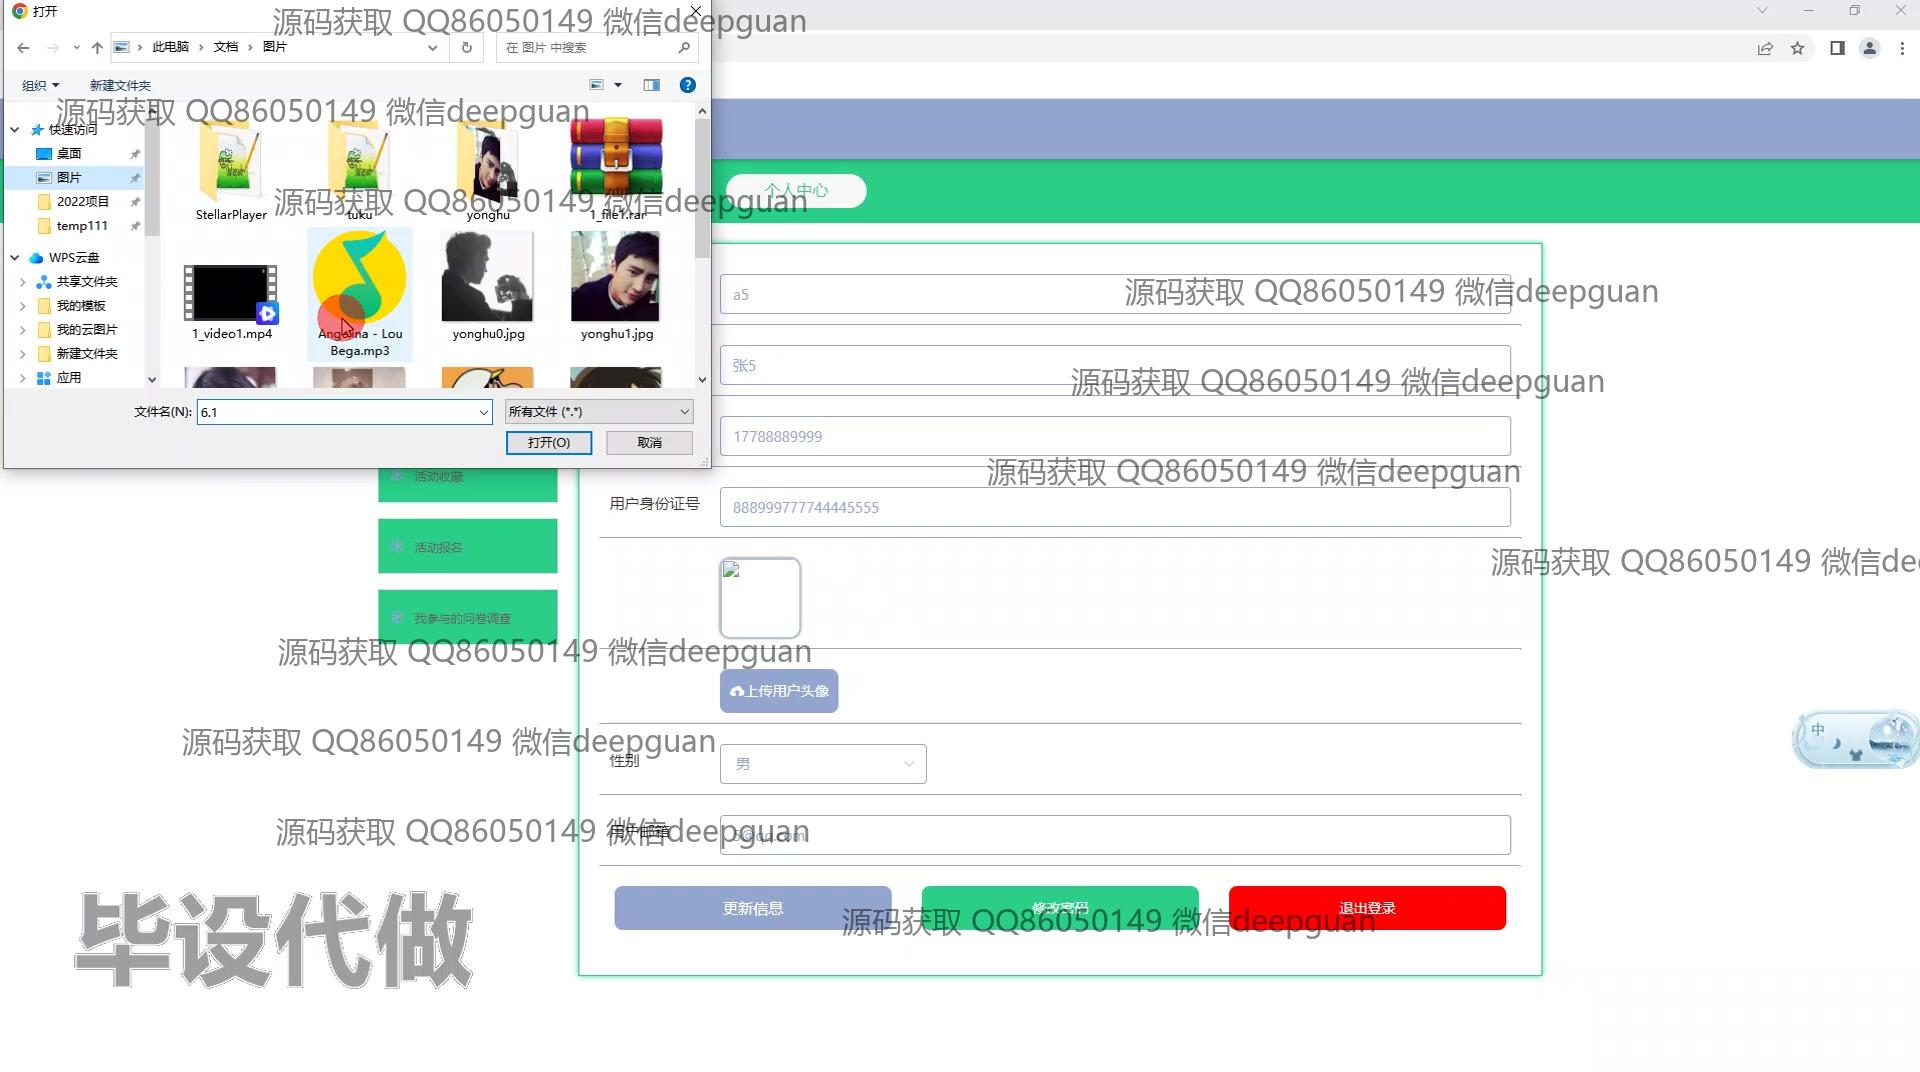 打开
此电脑 › 文档 › 图片
在 图片 中搜索
组织
新建文件夹
快速访问
桌面
图片
2022项目
temp111
WPS云盘
共享文件夹
我的模板
我的云图片
新建文件夹
应用
StellarPlayer
tuku
yonghu
1_file1.rar
1_video1.mp4
Angelina - Lou Bega.mp3
yonghu0.jpg
yonghu1.jpg
文件名(N):
6.1
所有文件 (*.*)
打开(O)
取消
个人中心
a5
张5
17788889999
用户身份证号
888999777744445555
活动收藏
活动报名
我参与的问卷调查
上传用户头像
性别
男
用户邮箱
更新信息
修改密码
退出登录
中
源码获取 QQ86050149 微信deepguan
源码获取 QQ86050149 微信deepguan
源码获取 QQ86050149 微信deepguan
源码获取 QQ86050149 微信deepguan
源码获取 QQ86050149 微信deepguan
源码获取 QQ86050149 微信deepguan
源码获取 QQ86050149 微信dee
源码获取 QQ86050149 微信deepguan
源码获取 QQ86050149 微信deepguan
源码获取 QQ86050149 微信deepguan
源码获取 QQ86050149 微信deepguan
毕设代做